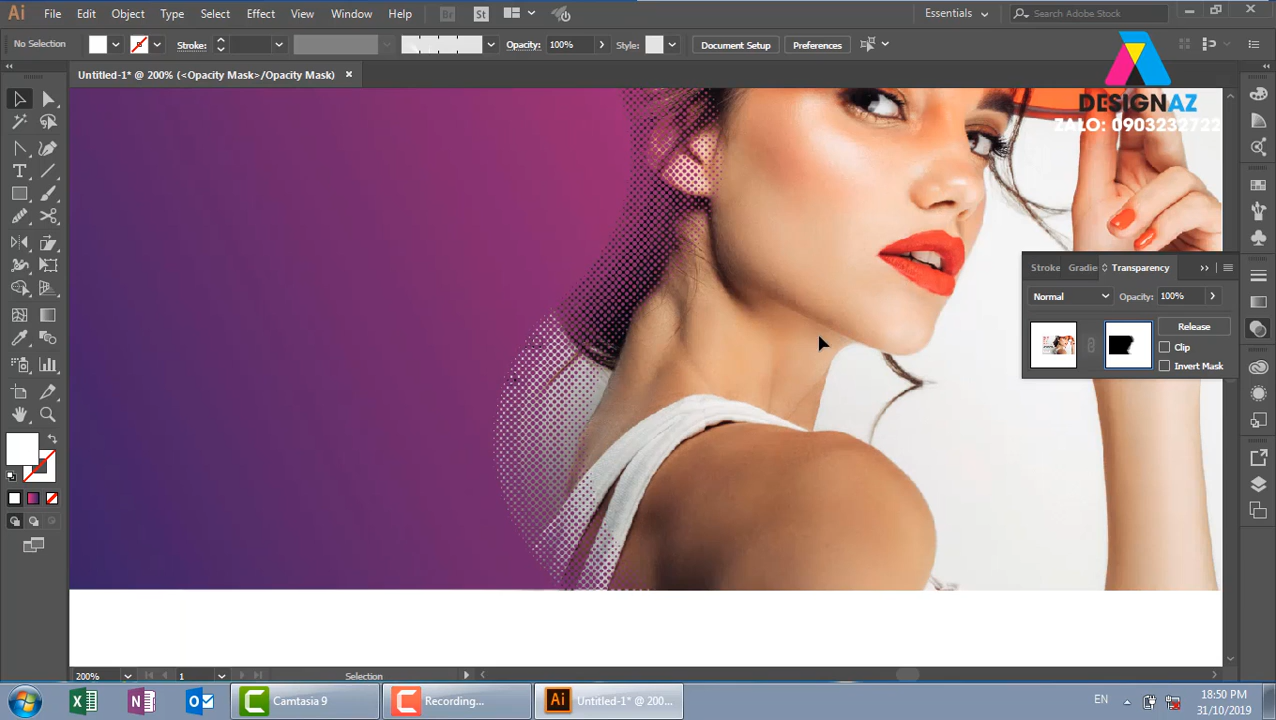 Ai File Edit Object Type Select Effect View Window Help Br St Essentials Search Adobe Stock
No Selection Stroke: Opacity: 100% Style: Document Setup Preferences
Untitled-1* @ 200% (<Opacity Mask>/Opacity Mask)
DESIGNAZ
ZALO: 0903232722
Stroke Gradie Transparency
Normal Opacity: 100%
Release
Clip
Invert Mask
200% 1 Selection
Camtasia 9 Recording... Ai Untitled-1* @ 200... EN 18:50 PM
31/10/2019